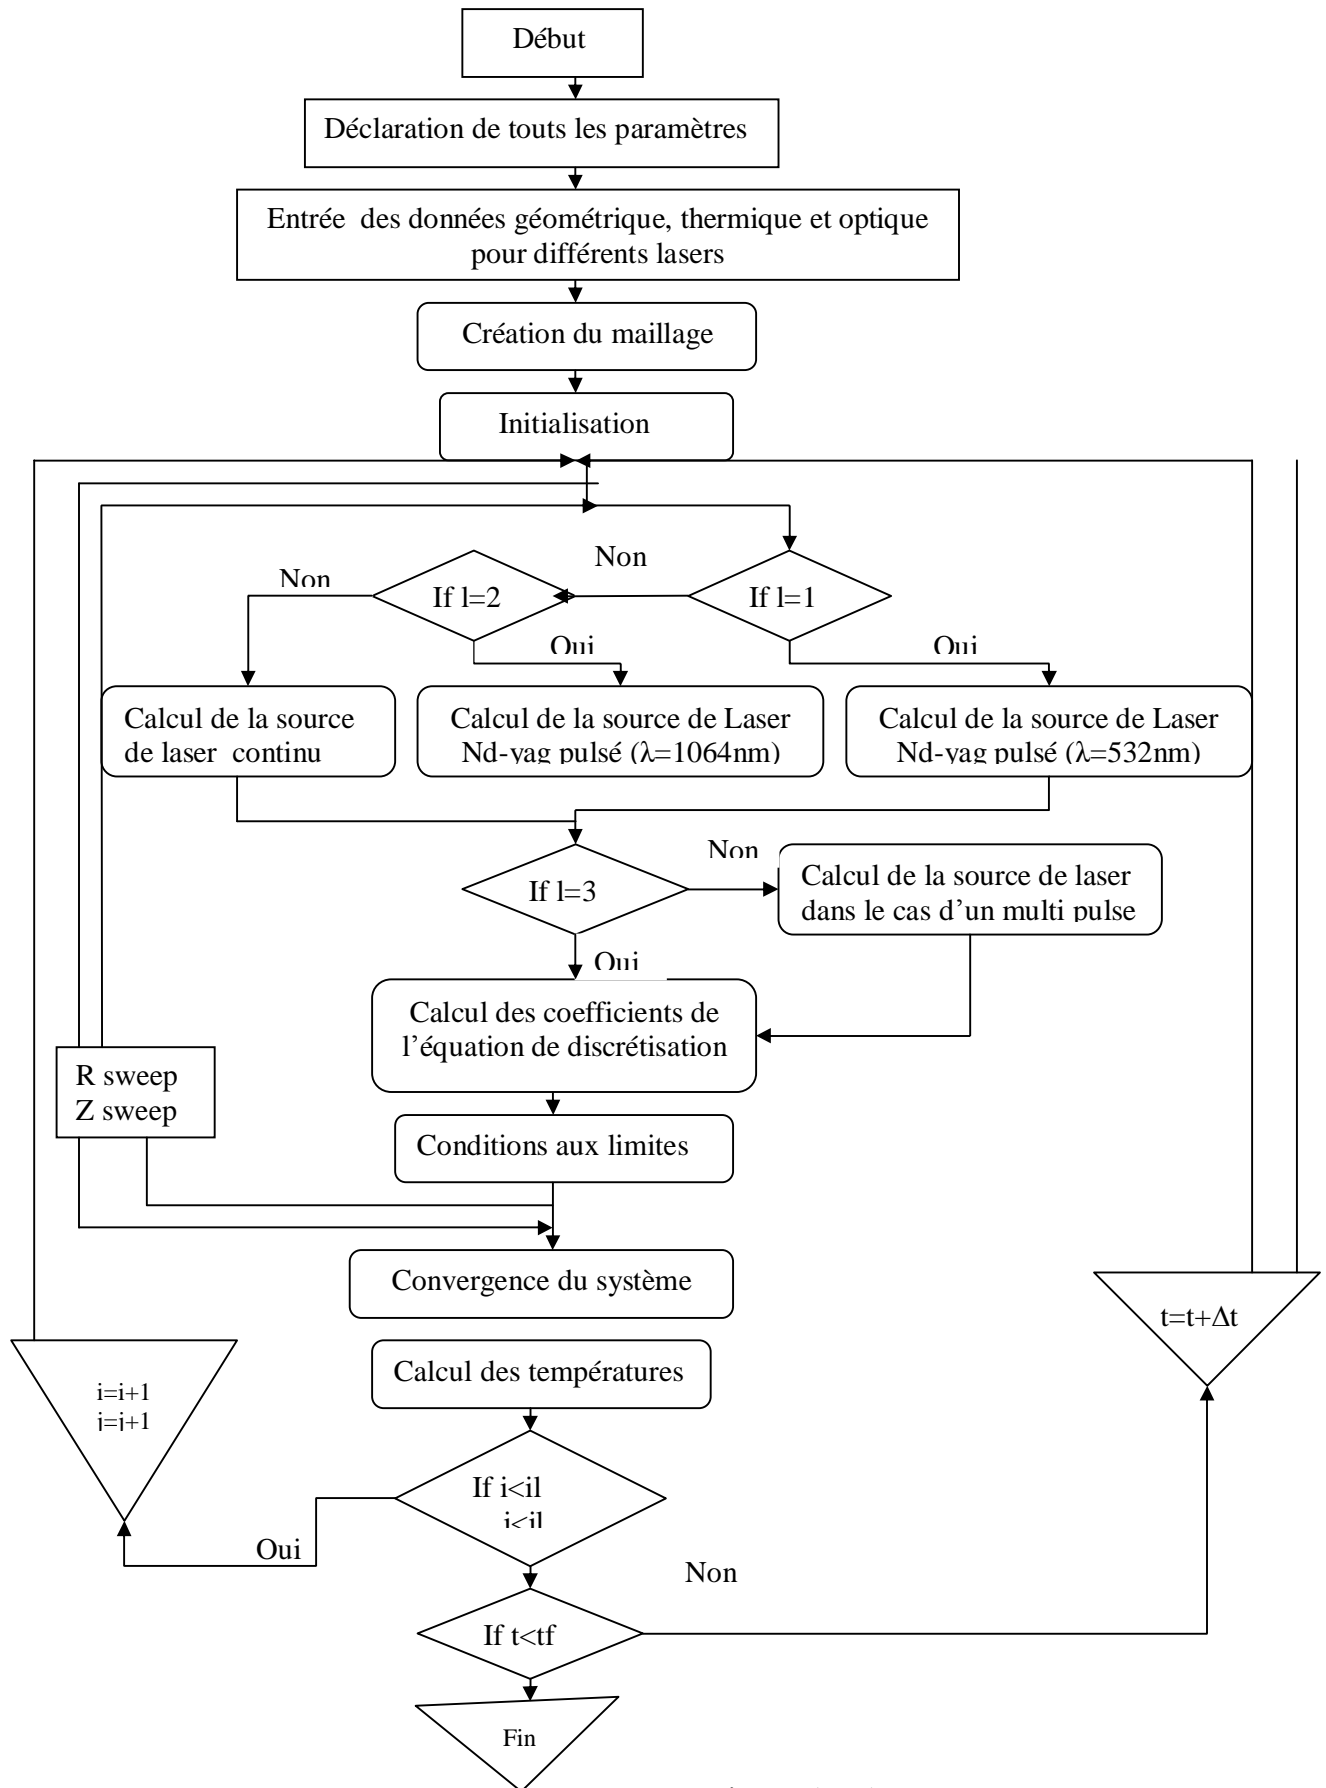 Début
Déclaration de touts les paramètres
Entrée des données géométrique, thermique et optique
pour différents lasers
Création du maillage
Initialisation
Non
Non
If l=2
If l=1
Oui
Oui
Calcul de la source
de laser continu
Calcul de la source de Laser
Nd-yag pulsé (λ=1064nm)
Calcul de la source de Laser
Nd-yag pulsé (λ=532nm)
Non
If l=3
Calcul de la source de laser
dans le cas d’un multi pulse
Oui
Calcul des coefficients de
l’équation de discrétisation
R sweep
Z sweep
Conditions aux limites
Convergence du système
t=t+Δt
Calcul des températures
i=i+1
j=j+1
If i<il
j<jl
Oui
Non
If t<tf
Fin